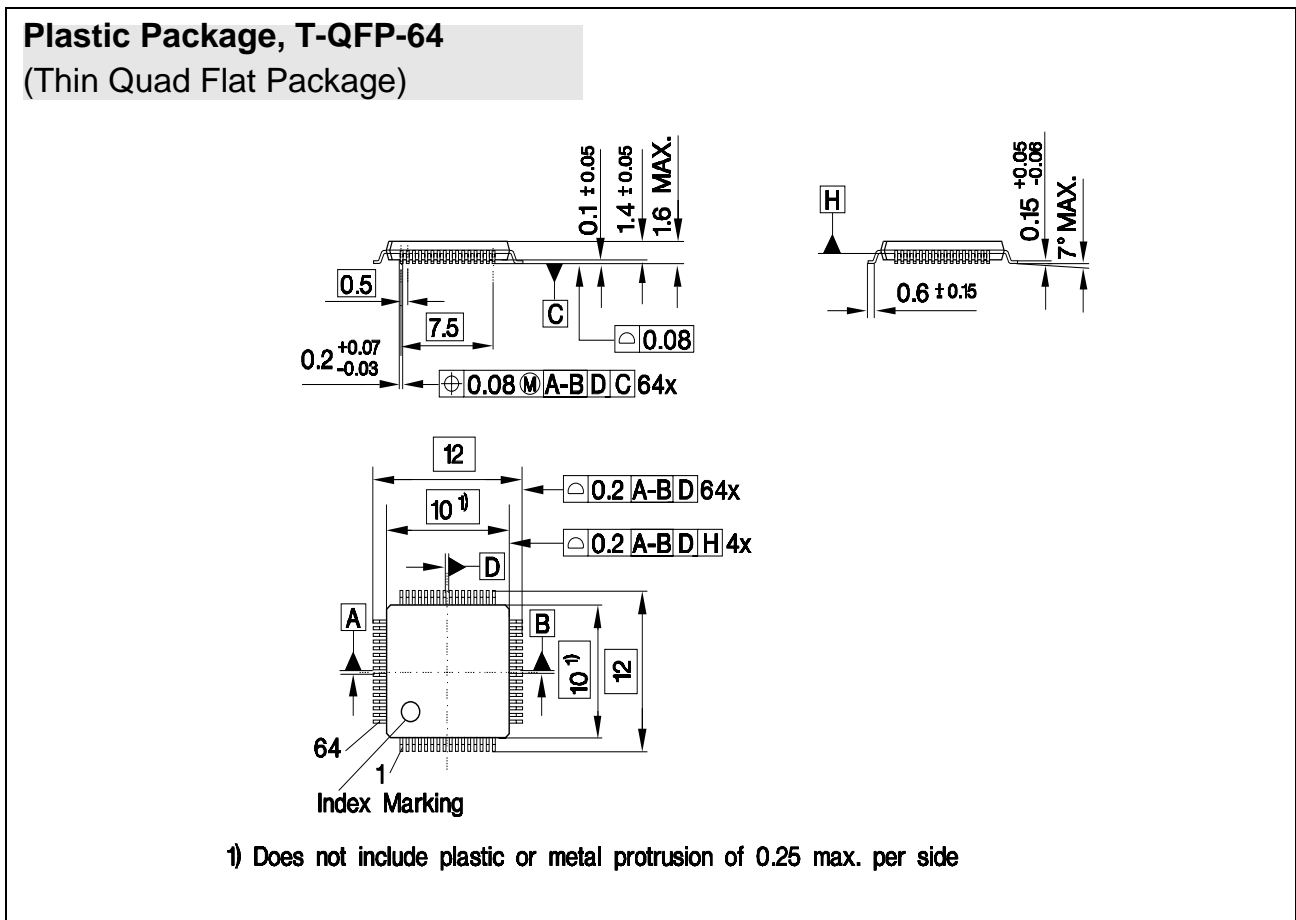 Plastic Package, T-QFP-64
(Thin Quad Flat Package)
0.1 ±0.05
1.4 ±0.05
1.6 MAX.
H
0.15 +0.05 -0.06
7° MAX.
0.5
7.5
C
0.6 ±0.15
⌓ 0.08
0.2 +0.07 -0.03
⌖ 0.08 Ⓜ A-B D C 64x
12
⌓ 0.2 A-B D 64x
10 1)
⌓ 0.2 A-B D H 4x
D
A
B
10 1)
12
64
1
Index Marking
1) Does not include plastic or metal protrusion of 0.25 max. per side